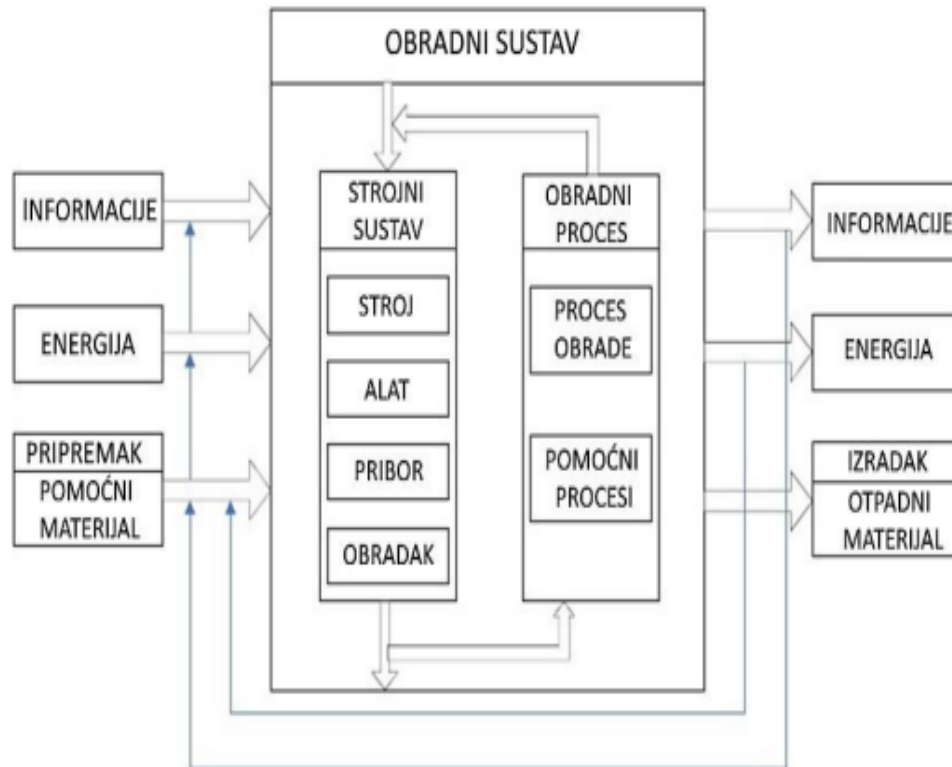 OBRADNI SUSTAV
INFORMACIJE
ENERGIJA
PRIPREMAK
POMOĆNI
MATERIJAL
STROJNI
SUSTAV
STROJ
ALAT
PRIBOR
OBRADAK
OBRADNI
PROCES
PROCES
OBRADE
POMOĆNI
PROCESI
INFORMACIJE
ENERGIJA
IZRADAK
OTPADNI
MATERIJAL